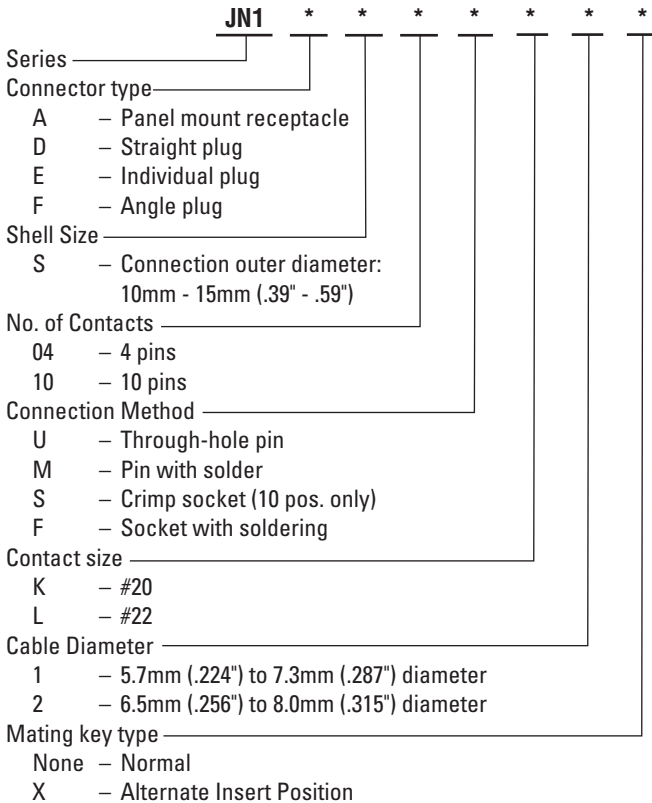 JN1 * * * * * * *
Series
Connector type
A – Panel mount receptacle
D – Straight plug
E – Individual plug
F – Angle plug
Shell Size
S – Connection outer diameter:
10mm - 15mm (.39" - .59")
No. of Contacts
04 – 4 pins
10 – 10 pins
Connection Method
U – Through-hole pin
M – Pin with solder
S – Crimp socket (10 pos. only)
F – Socket with soldering
Contact size
K – #20
L – #22
Cable Diameter
1 – 5.7mm (.224") to 7.3mm (.287") diameter
2 – 6.5mm (.256") to 8.0mm (.315") diameter
Mating key type
None – Normal
X – Alternate Insert Position